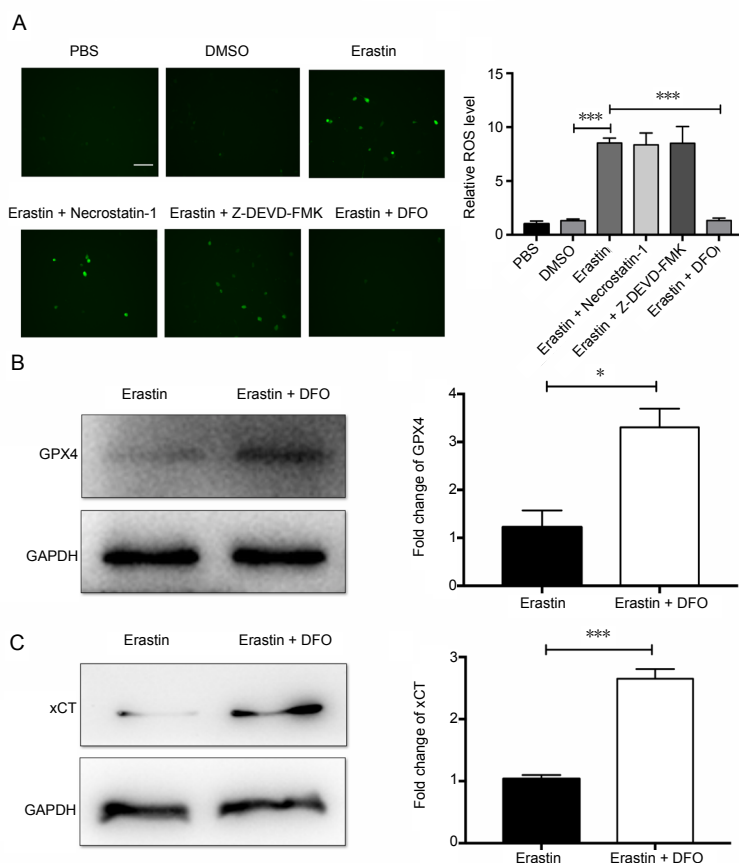 A
PBS
DMSO
Erastin
Erastin + Necrostatin-1
Erastin + Z-DEVD-FMK
Erastin + DFO
Relative ROS level
15
10
5
0
***
***
PBS
DMSO
Erastin
Erastin + Necrostatin-1
Erastin + Z-DEVD-FMK
Erastin + DFO
B
Erastin
Erastin + DFO
GPX4
GAPDH
Fold change of GPX4
4
3
2
1
0
*
Erastin
Erastin + DFO
C
Erastin
Erastin + DFO
xCT
GAPDH
Fold change of xCT
3
2
1
0
***
Erastin
Erastin + DFO